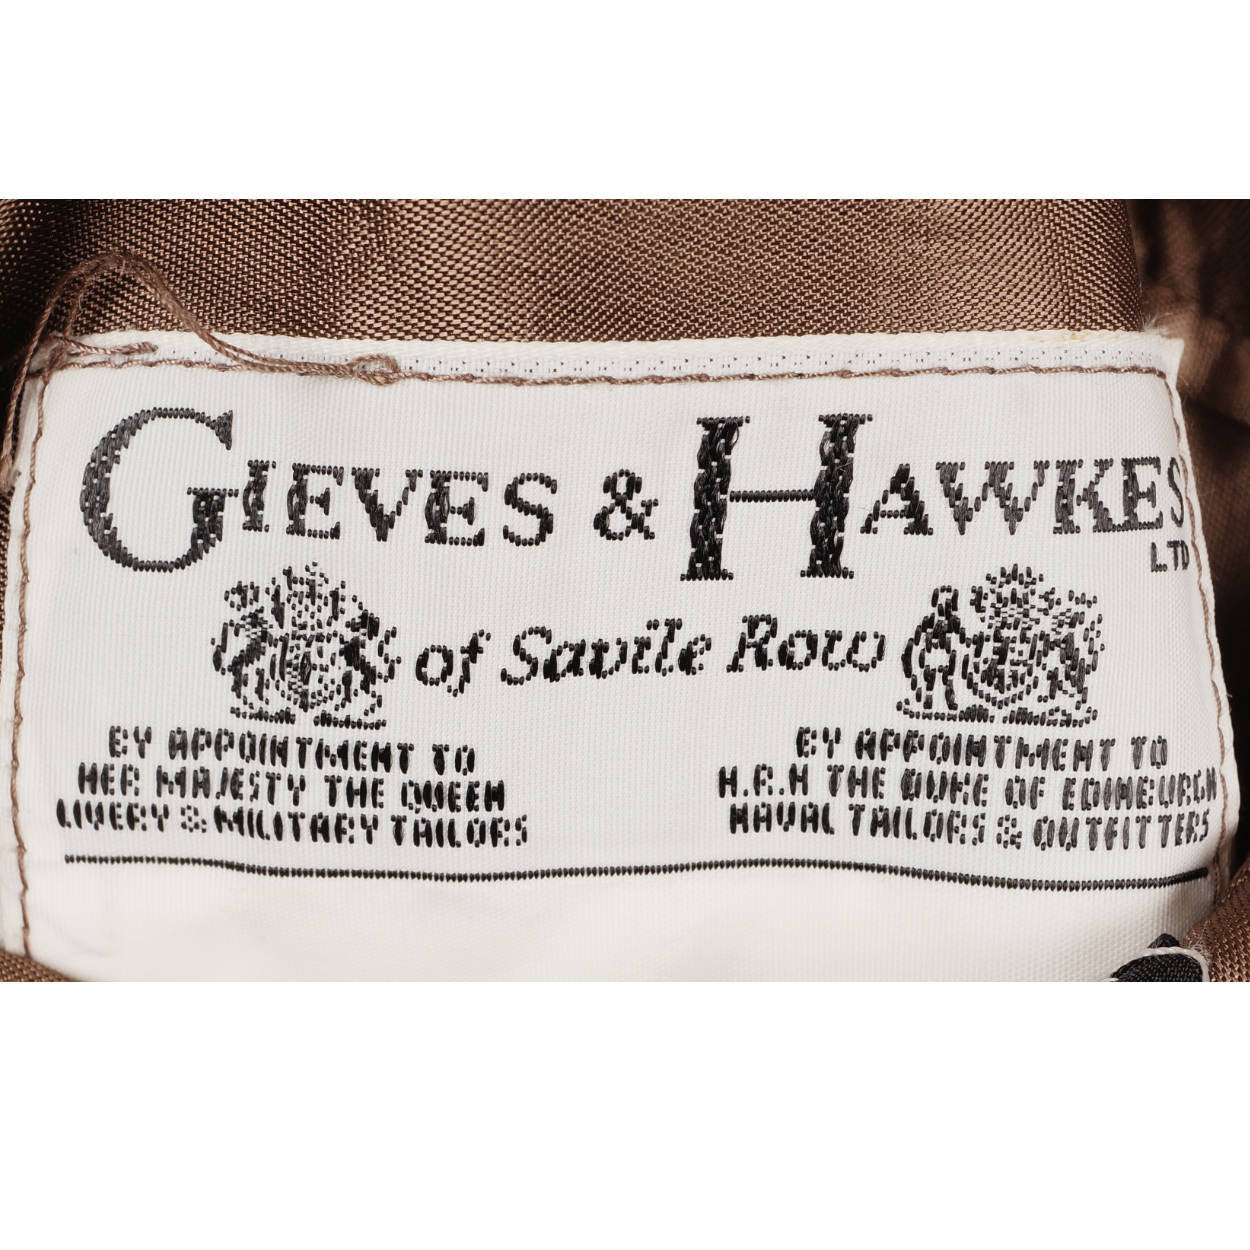 GIEVES & HAWKES
LTD
of Savile Row
BY APPOINTMENT TO
HER MAJESTY THE QUEEN
LIVERY & MILITARY TAILORS
BY APPOINTMENT TO
H.R.H THE DUKE OF EDINBURGH
NAVAL TAILORS & OUTFITTERS